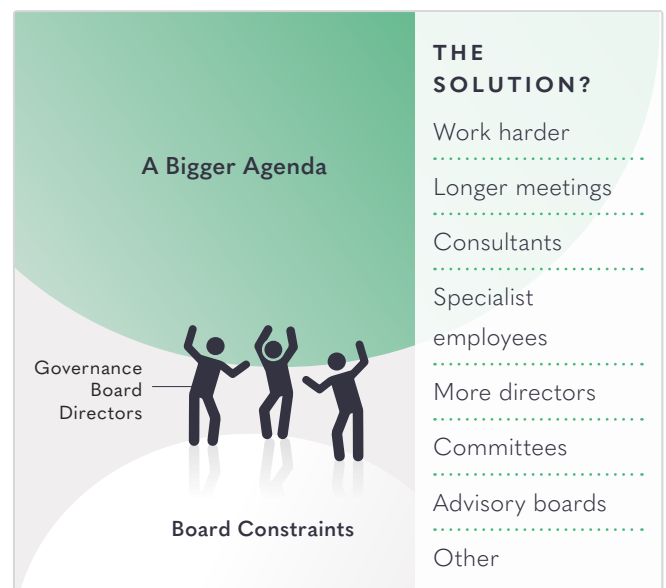 A Bigger Agenda
Governance
Board
Directors
Board Constraints
THE
SOLUTION?
Work harder
Longer meetings
Consultants
Specialist
employees
More directors
Committees
Advisory boards
Other